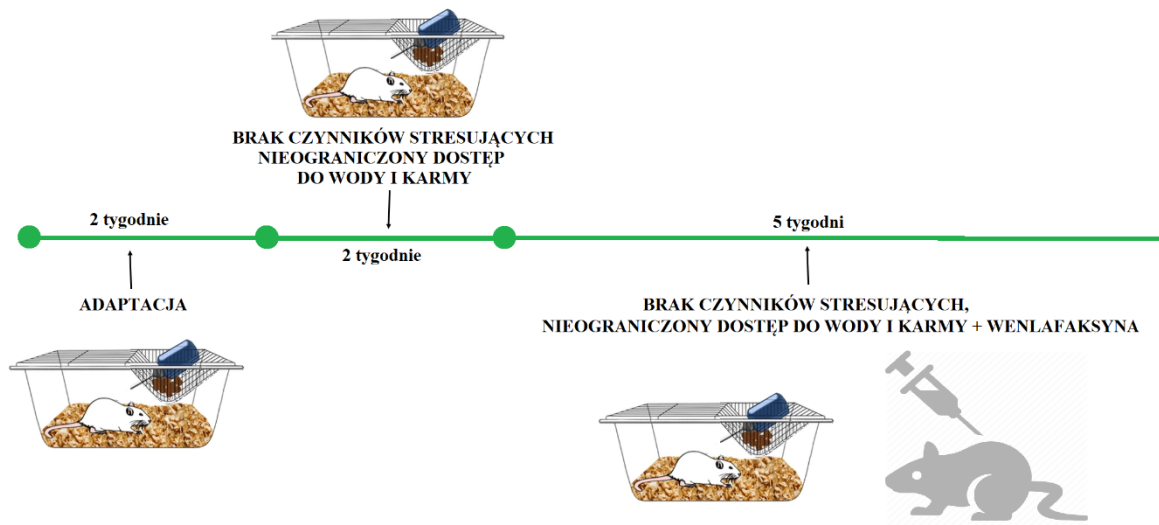 BRAK CZYNNIKÓW STRESUJĄCYCH
NIEOGRANICZONY DOSTĘP
DO WODY I KARMY
2 tygodnie
2 tygodnie
5 tygodni
ADAPTACJA
BRAK CZYNNIKÓW STRESUJĄCYCH,
NIEOGRANICZONY DOSTĘP DO WODY I KARMY + WENLAFAKSYNA